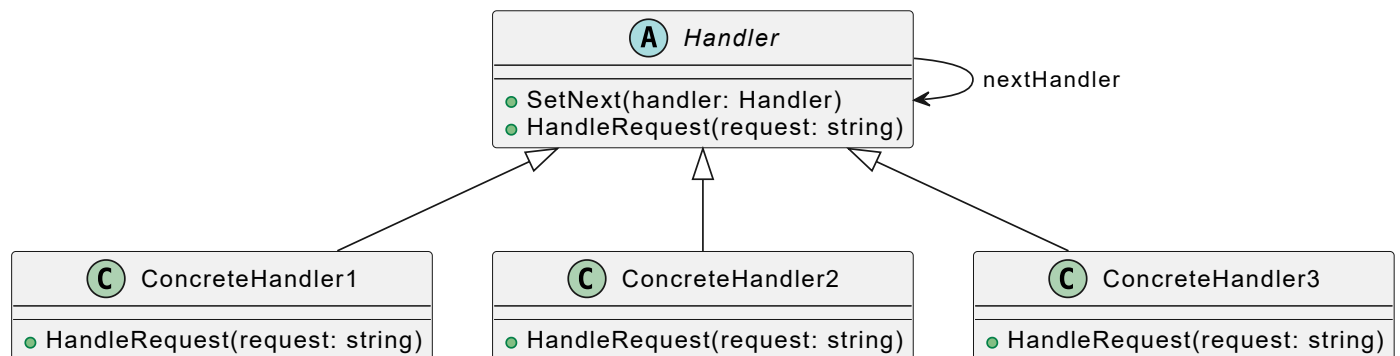 A Handler
nextHandler
SetNext(handler: Handler)
HandleRequest(request: string)
C ConcreteHandler1
HandleRequest(request: string)
C ConcreteHandler2
HandleRequest(request: string)
C ConcreteHandler3
HandleRequest(request: string)